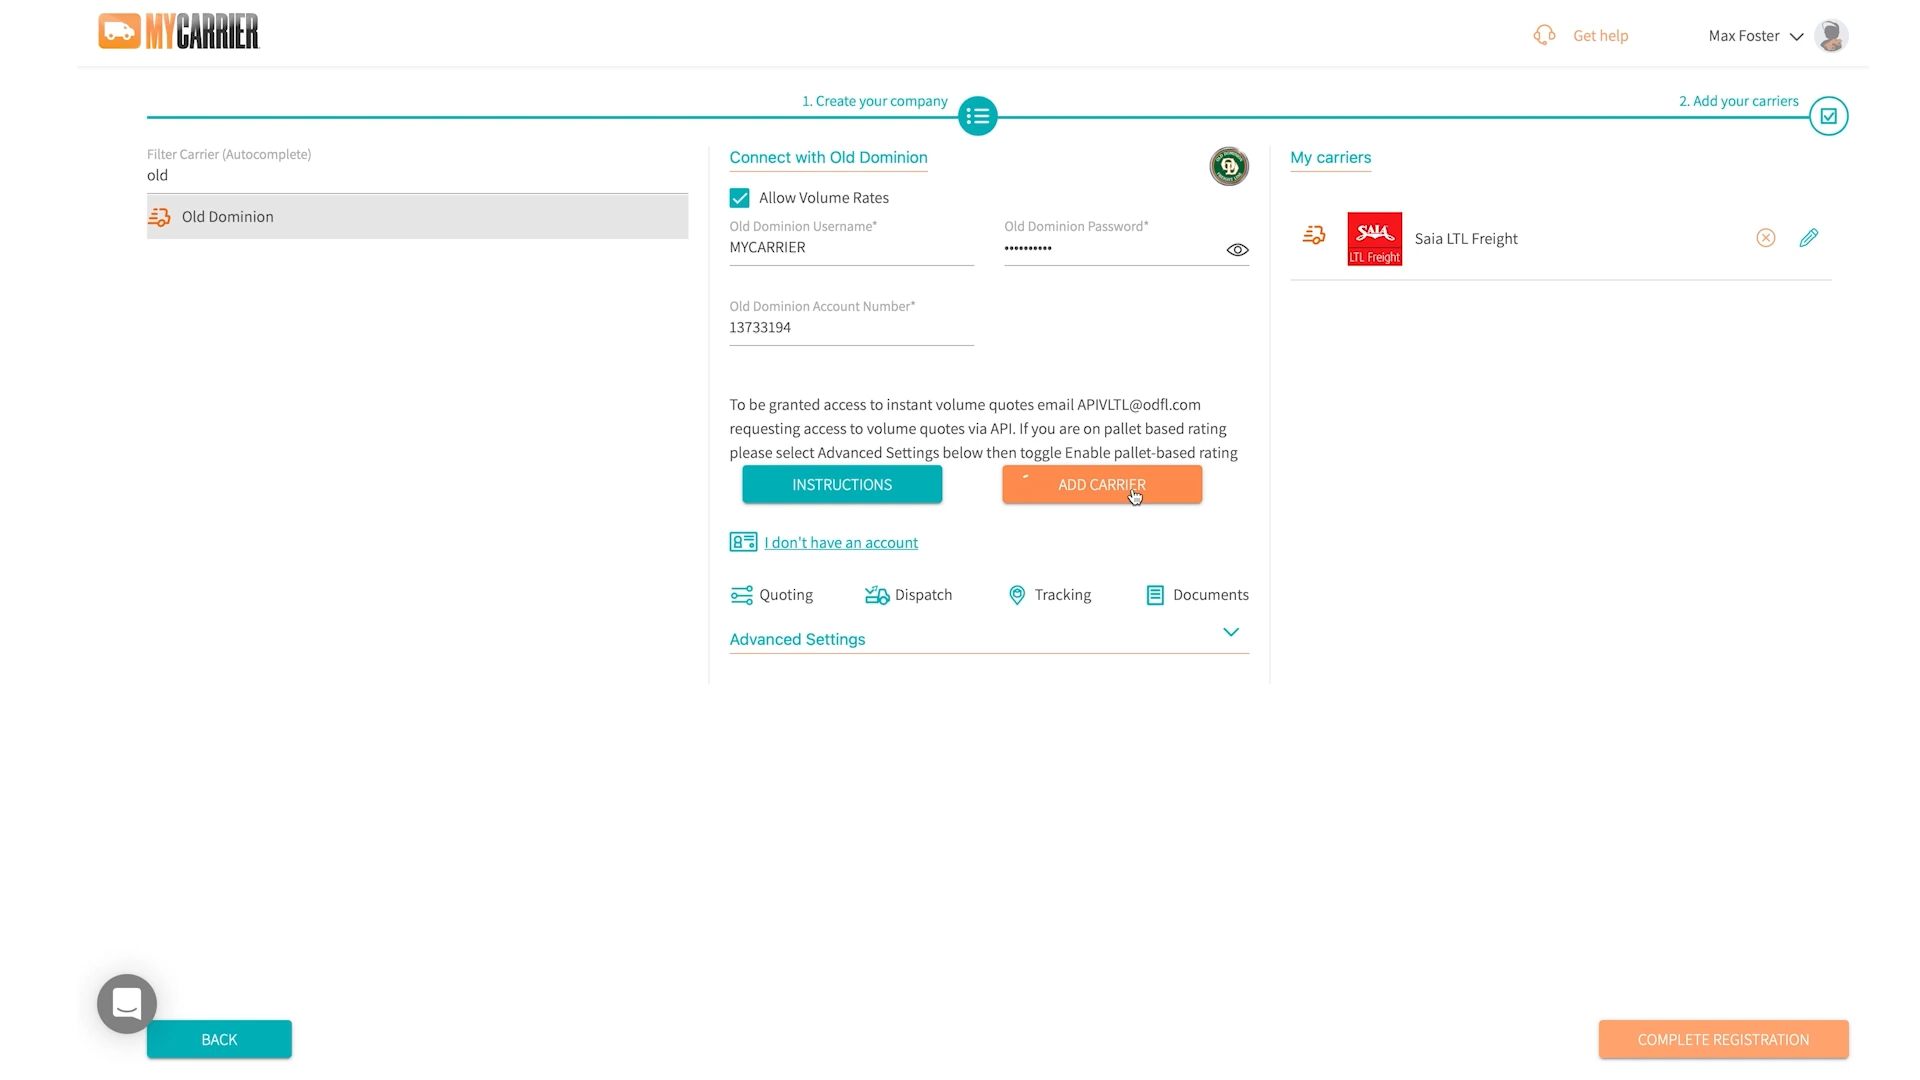 MYCARRIER
Get help
Max Foster
1. Create your company
2. Add your carriers
Filter Carrier (Autocomplete)
old
Old Dominion
Connect with Old Dominion
Allow Volume Rates
Old Dominion Username*
MYCARRIER
Old Dominion Password*
••••••••••
Old Dominion Account Number*
13733194
To be granted access to instant volume quotes email APIVLTL@odfl.com
requesting access to volume quotes via API. If you are on pallet based rating
please select Advanced Settings below then toggle Enable pallet-based rating
INSTRUCTIONS
ADD CARRIER
I don't have an account
Quoting
Dispatch
Tracking
Documents
Advanced Settings
My carriers
SAIA
LTL Freight
Saia LTL Freight
BACK
COMPLETE REGISTRATION